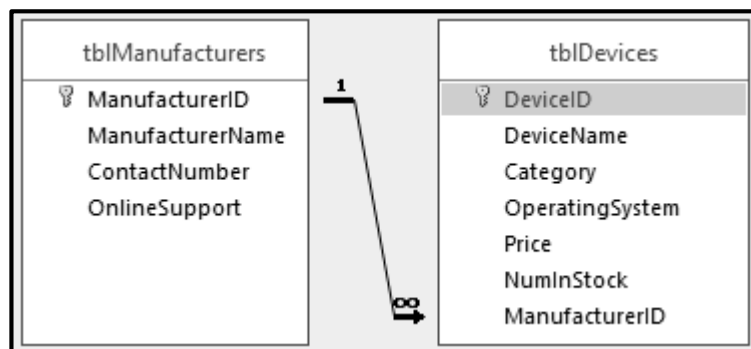 tblManufacturers
ManufacturerID
ManufacturerName
ContactNumber
OnlineSupport
1
∞
tblDevices
DeviceID
DeviceName
Category
OperatingSystem
Price
NumInStock
ManufacturerID